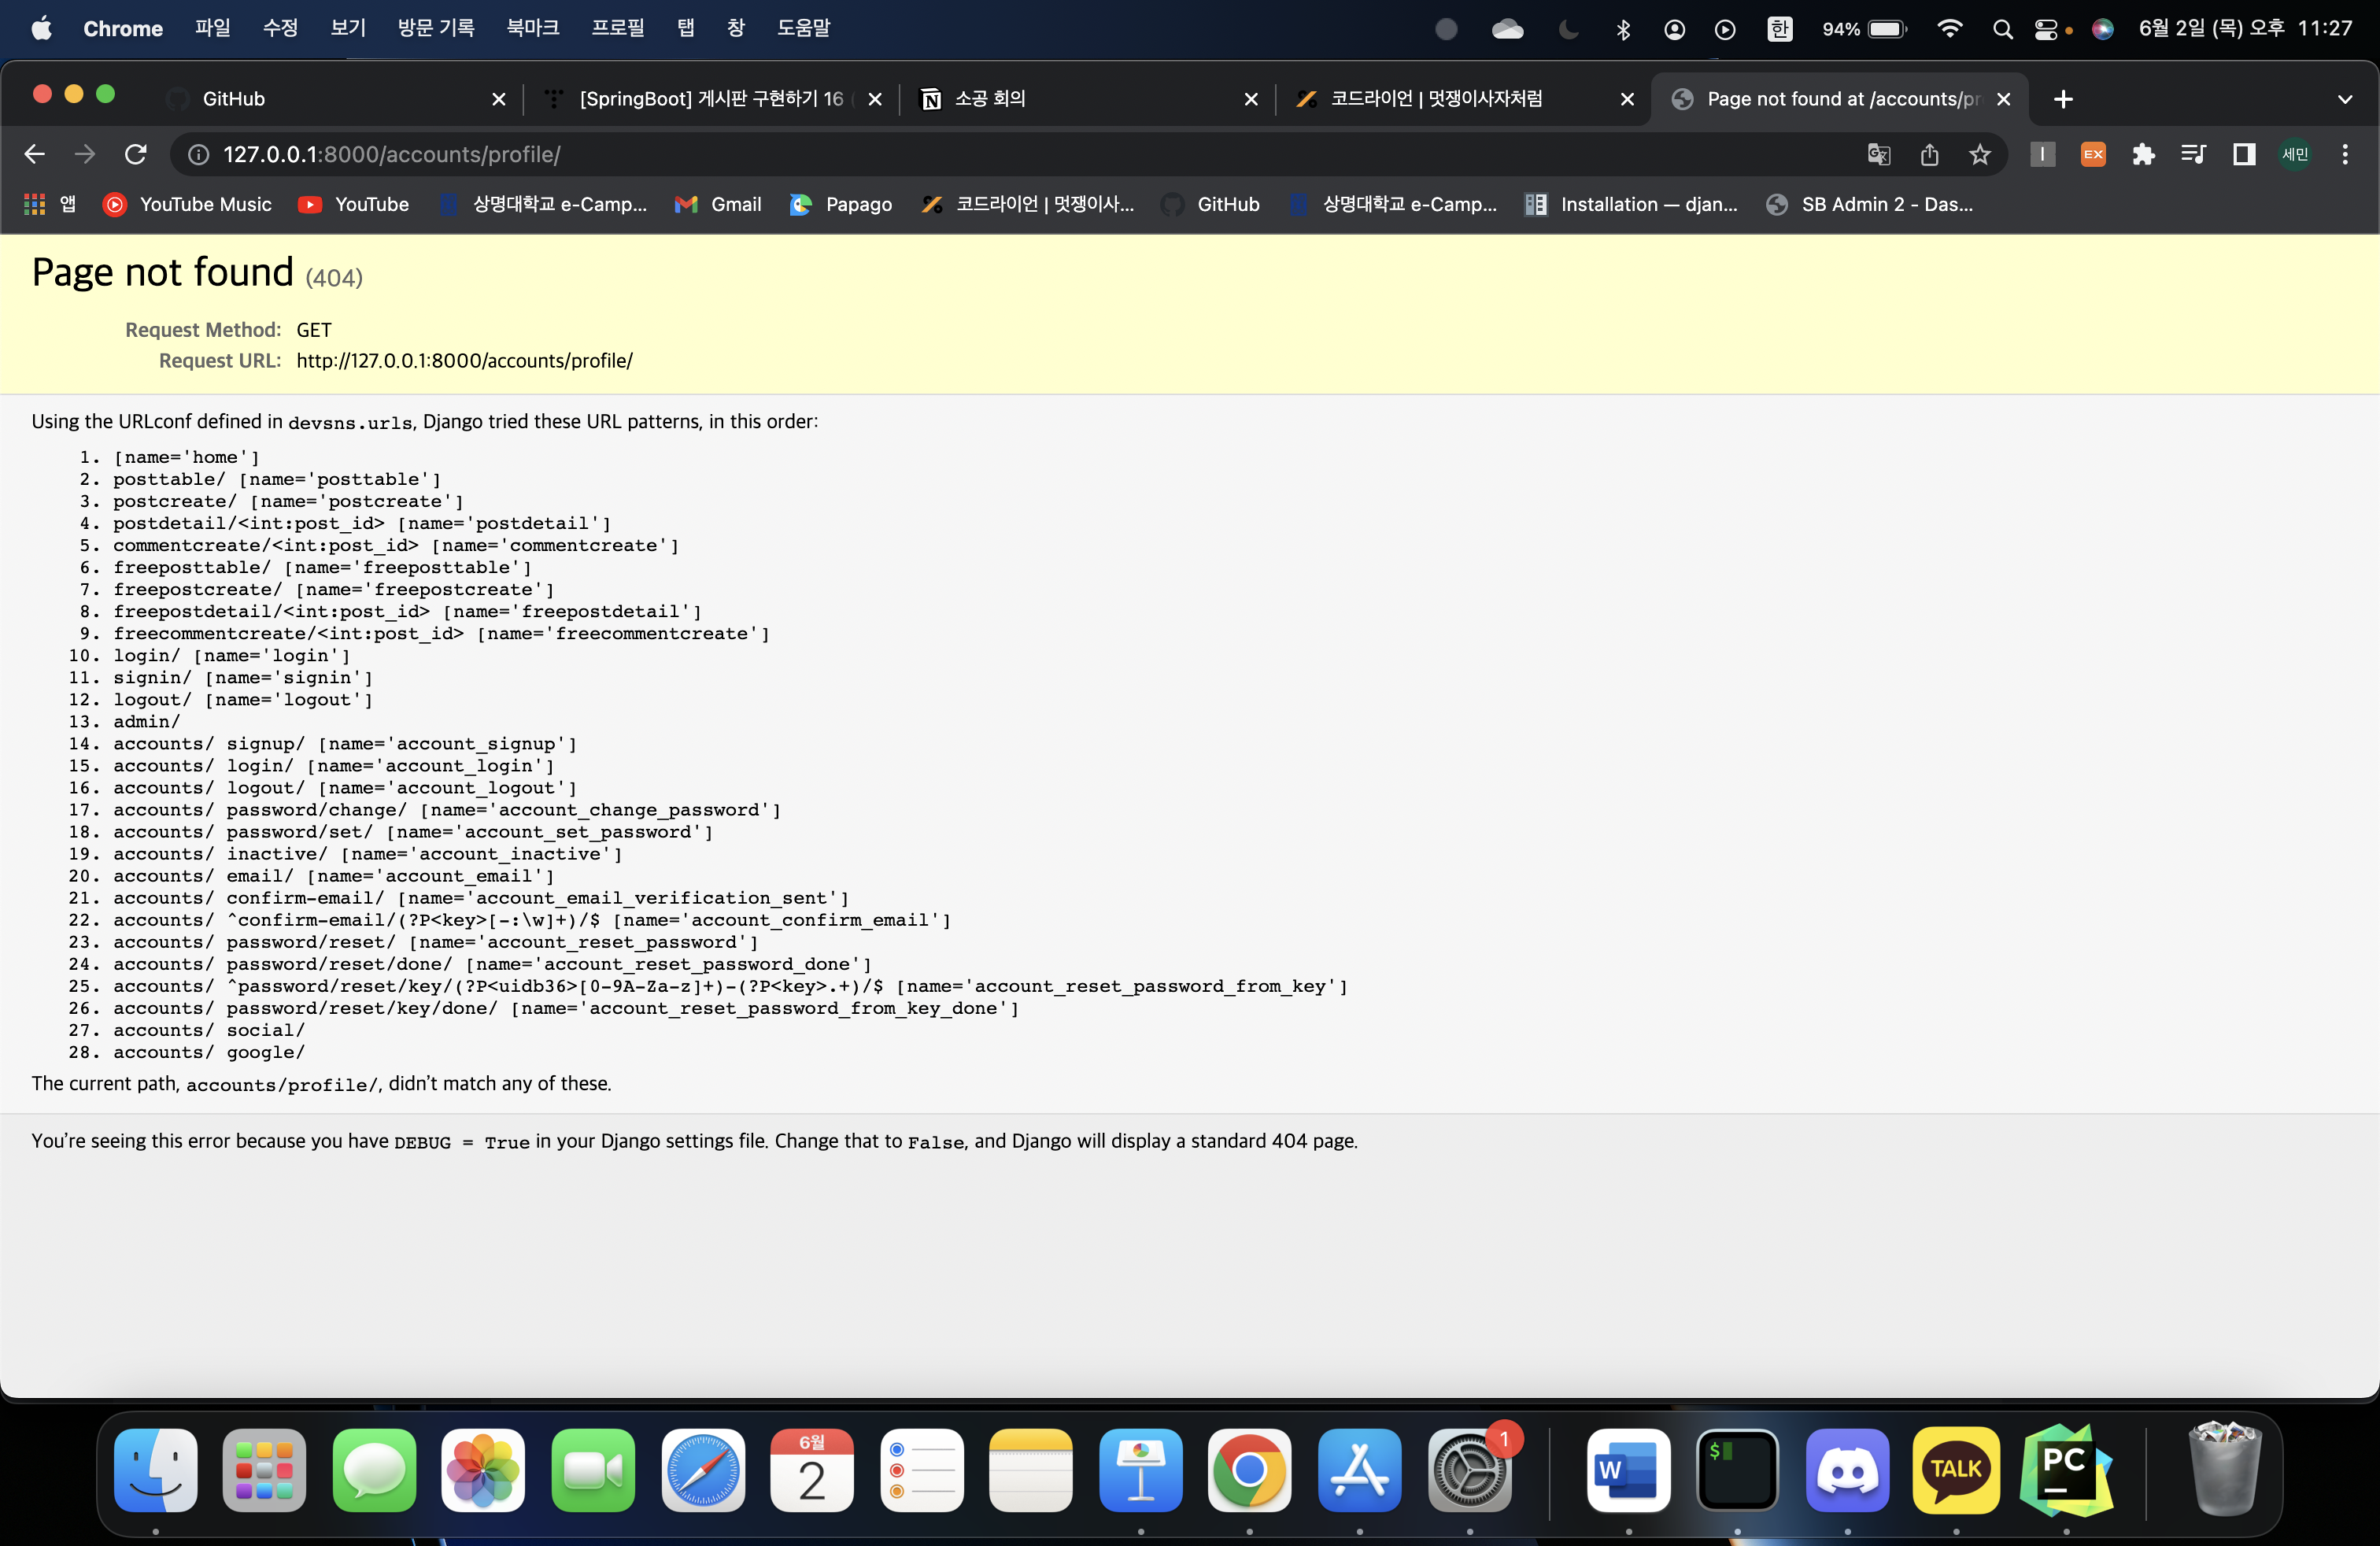 Chrome 파일 수정 보기 방문 기록 북마크 프로필 탭 창 도움말 한 94% 6월 2일 (목) 오후 11:27
GitHub [SpringBoot] 게시판 구현하기 16 소공 회의 코드라이언 | 멋쟁이사자처럼 Page not found at /accounts/pr
127.0.0.1:8000/accounts/profile/ EX 세민
앱 YouTube Music YouTube 상명대학교 e-Camp... Gmail Papago 코드라이언 | 멋쟁이사... GitHub 상명대학교 e-Camp... Installation — djan... SB Admin 2 - Das...
Page not found (404)
Request Method: GET
Request URL: http://127.0.0.1:8000/accounts/profile/
Using the URLconf defined in devsns.urls, Django tried these URL patterns, in this order:
1. [name='home']
2. posttable/ [name='posttable']
3. postcreate/ [name='postcreate']
4. postdetail/<int:post_id> [name='postdetail']
5. commentcreate/<int:post_id> [name='commentcreate']
6. freeposttable/ [name='freeposttable']
7. freepostcreate/ [name='freepostcreate']
8. freepostdetail/<int:post_id> [name='freepostdetail']
9. freecommentcreate/<int:post_id> [name='freecommentcreate']
10. login/ [name='login']
11. signin/ [name='signin']
12. logout/ [name='logout']
13. admin/
14. accounts/ signup/ [name='account_signup']
15. accounts/ login/ [name='account_login']
16. accounts/ logout/ [name='account_logout']
17. accounts/ password/change/ [name='account_change_password']
18. accounts/ password/set/ [name='account_set_password']
19. accounts/ inactive/ [name='account_inactive']
20. accounts/ email/ [name='account_email']
21. accounts/ confirm-email/ [name='account_email_verification_sent']
22. accounts/ ^confirm-email/(?P<key>[-:\w]+)/$ [name='account_confirm_email']
23. accounts/ password/reset/ [name='account_reset_password']
24. accounts/ password/reset/done/ [name='account_reset_password_done']
25. accounts/ ^password/reset/key/(?P<uidb36>[0-9A-Za-z]+)-(?P<key>.+)/$ [name='account_reset_password_from_key']
26. accounts/ password/reset/key/done/ [name='account_reset_password_from_key_done']
27. accounts/ social/
28. accounts/ google/
The current path, accounts/profile/, didn't match any of these.
You're seeing this error because you have DEBUG = True in your Django settings file. Change that to False, and Django will display a standard 404 page.
6월
2
1
W
$
TALK
PC